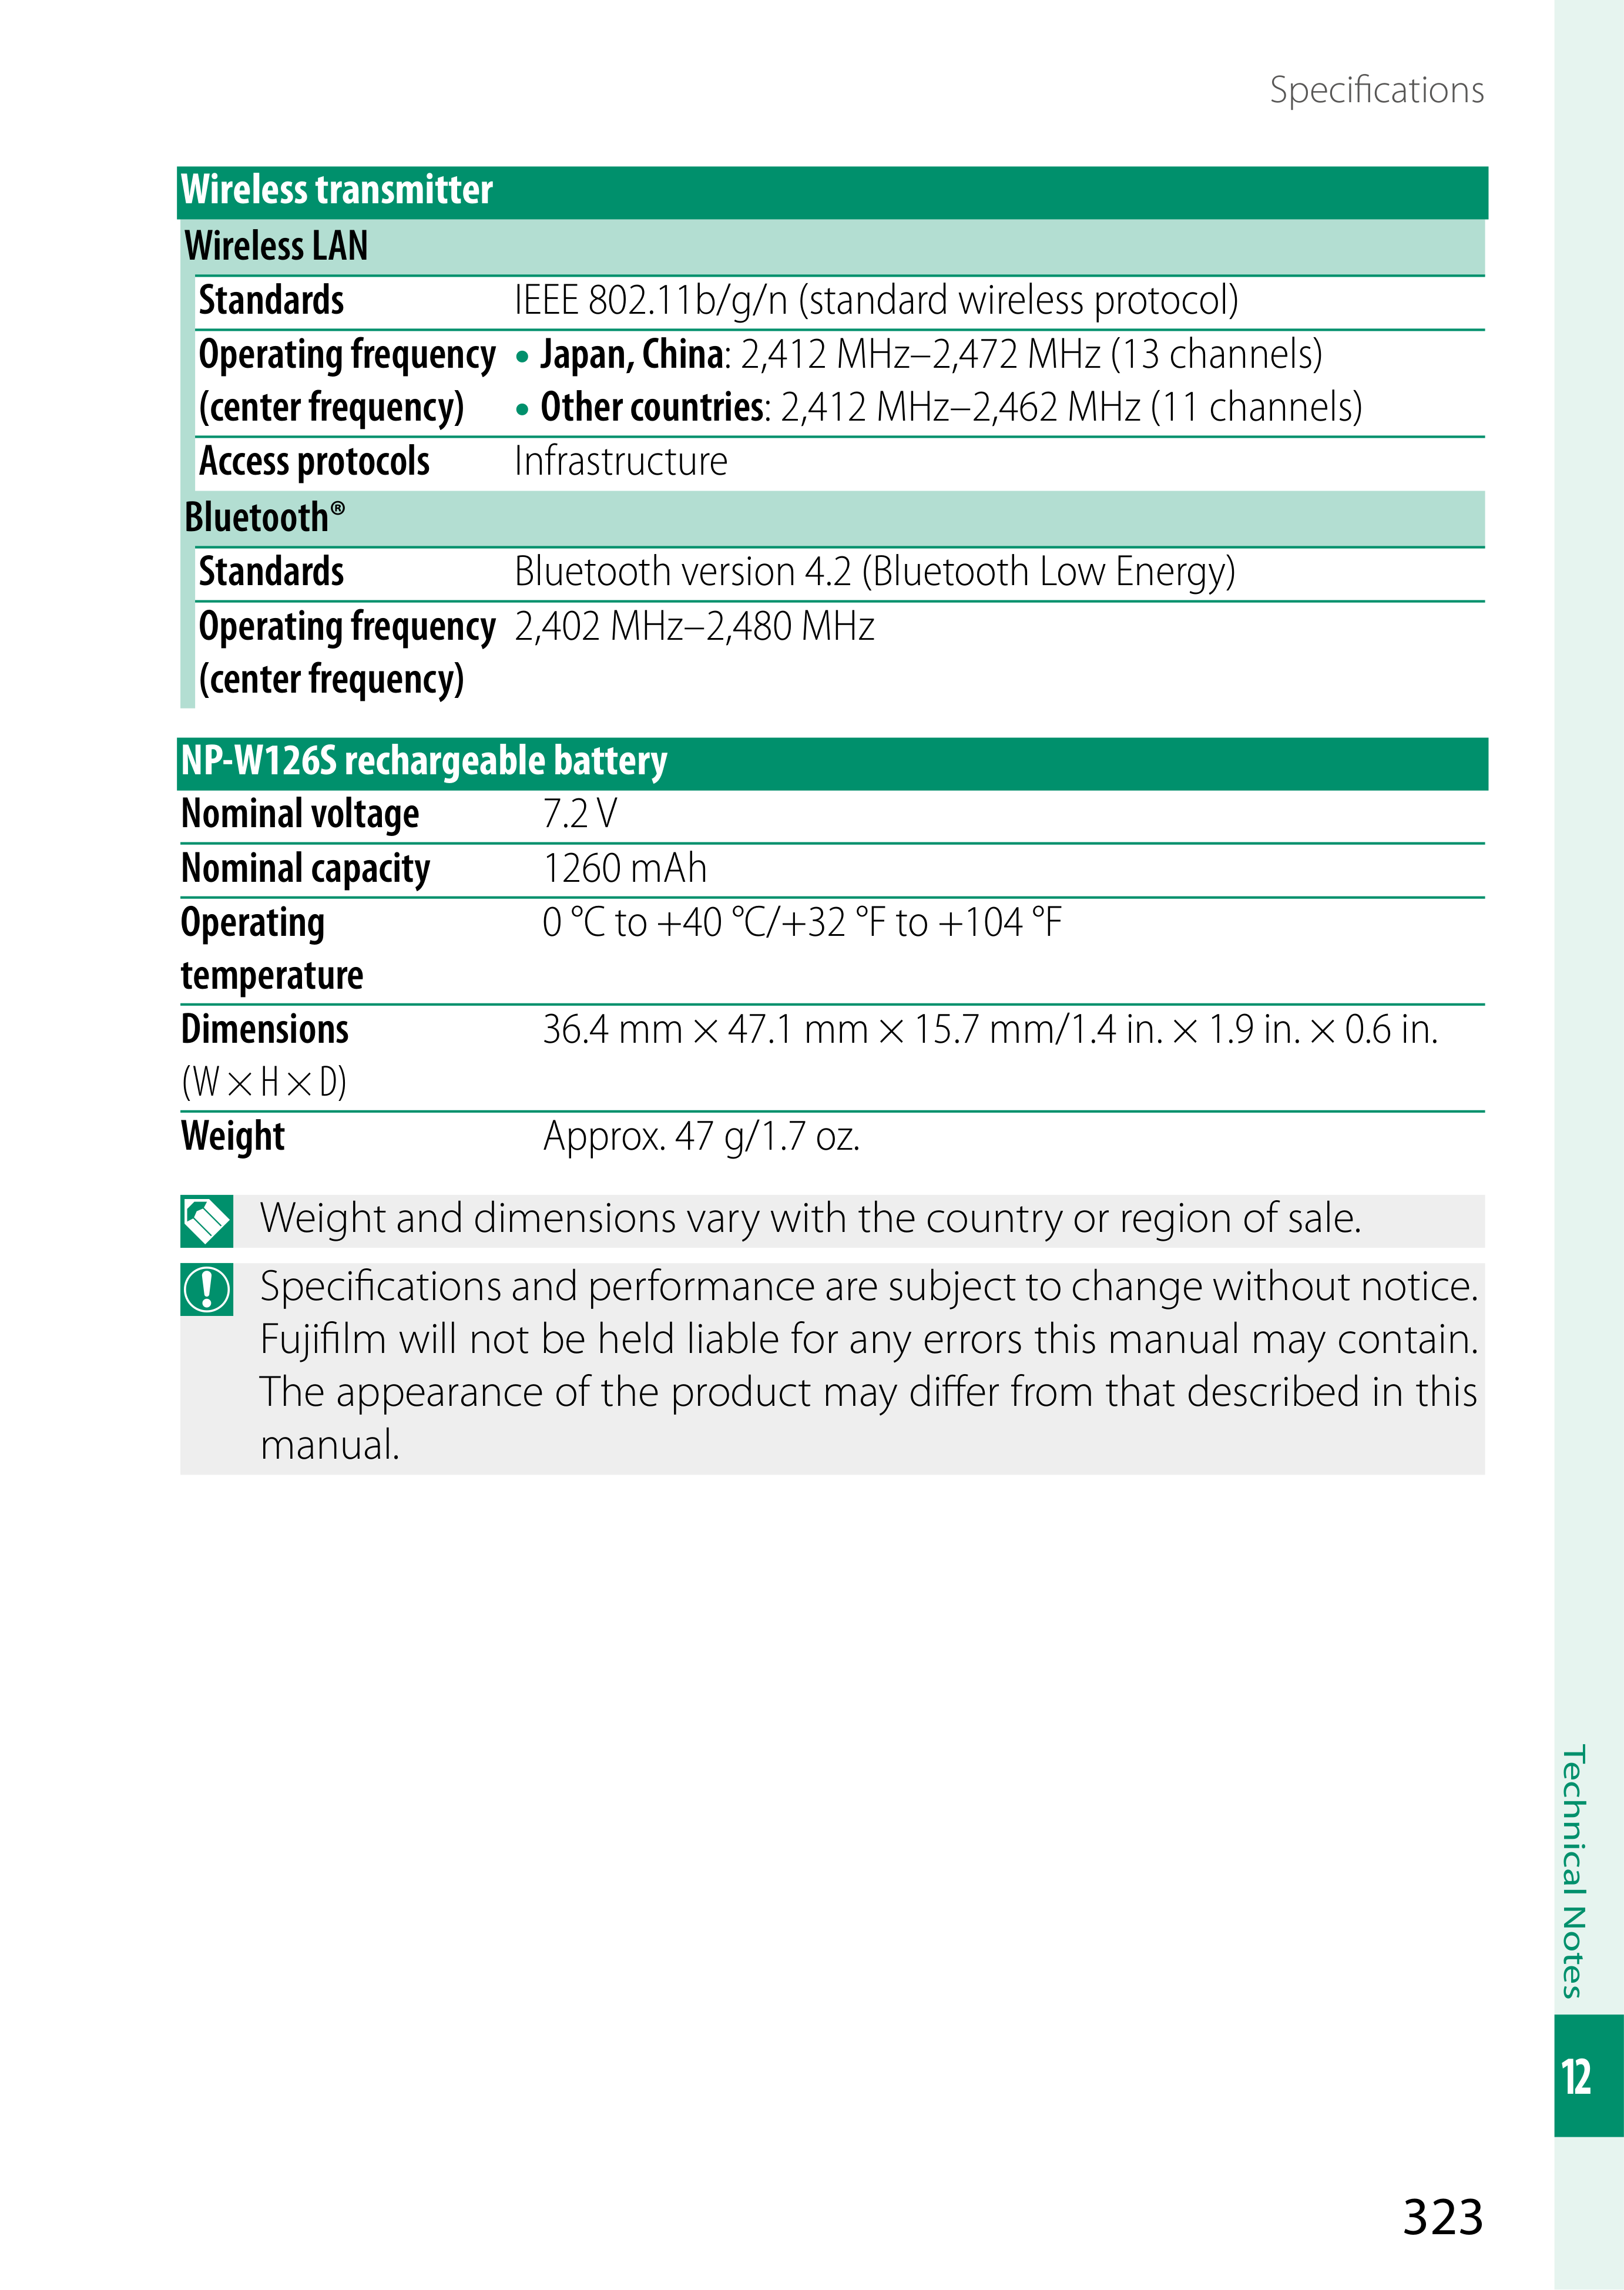 Specifications
Wireless transmitter
Wireless LAN
Standards IEEE 802.11b/g/n (standard wireless protocol)
Operating frequency • Japan, China: 2,412 MHz–2,472 MHz (13 channels)
(center frequency) • Other countries: 2,412 MHz–2,462 MHz (11 channels)
Access protocols Infrastructure
Bluetooth®
Standards Bluetooth version 4.2 (Bluetooth Low Energy)
Operating frequency 2,402 MHz–2,480 MHz
(center frequency)
NP-W126S rechargeable battery
Nominal voltage 7.2 V
Nominal capacity 1260 mAh
Operating 0 °C to +40 °C/+32 °F to +104 °F
temperature
Dimensions 36.4 mm × 47.1 mm × 15.7 mm/1.4 in. × 1.9 in. × 0.6 in.
(W × H × D)
Weight Approx. 47 g/1.7 oz.
Weight and dimensions vary with the country or region of sale.
Specifications and performance are subject to change without notice.
Fujifilm will not be held liable for any errors this manual may contain.
The appearance of the product may differ from that described in this
manual.
Technical Notes
12
323